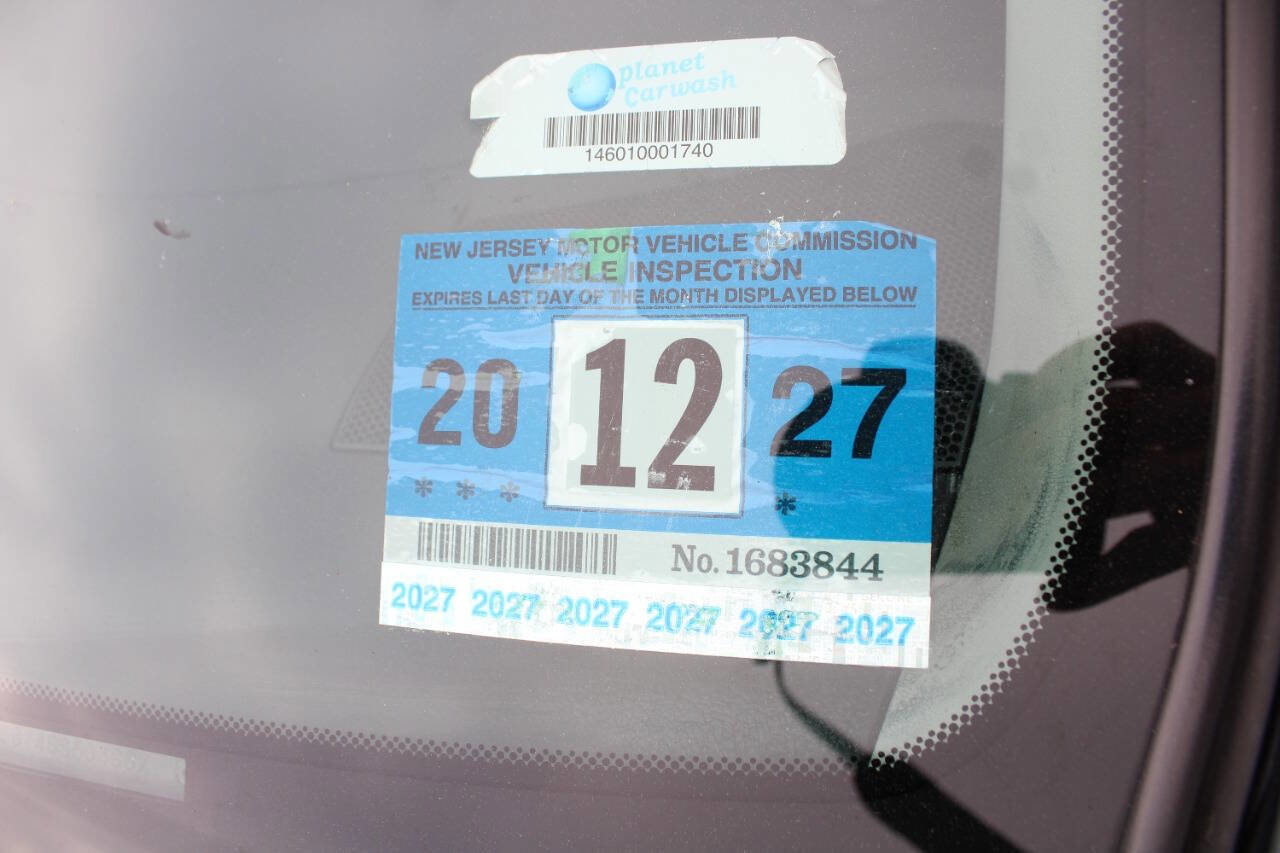 planet
Carwash
146010001740
NEW JERSEY MOTOR VEHICLE COMMISSION
VEHICLE INSPECTION
EXPIRES LAST DAY OF THE MONTH DISPLAYED BELOW
20 12 27
* * * *
No. 1683844
2027 2027 2027 2027 2027 2027